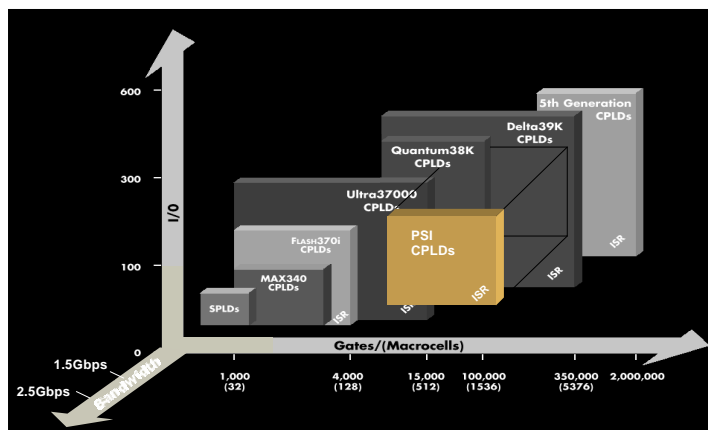 600
300
100
0
I/0
5th Generation
CPLDs
Delta39K
CPLDs
Quantum38K
CPLDs
Ultra37000
CPLDs
FLASH370i
CPLDs
MAX340
CPLDs
SPLDs
PSI
CPLDs
ISR
ISR
ISR
ISR
ISR
Gates/(Macrocells)
1,000
(32)
4,000
(128)
15,000
(512)
100,000
(1536)
350,000
(5376)
2,000,000
Bandwidth
1.5Gbps
2.5Gbps